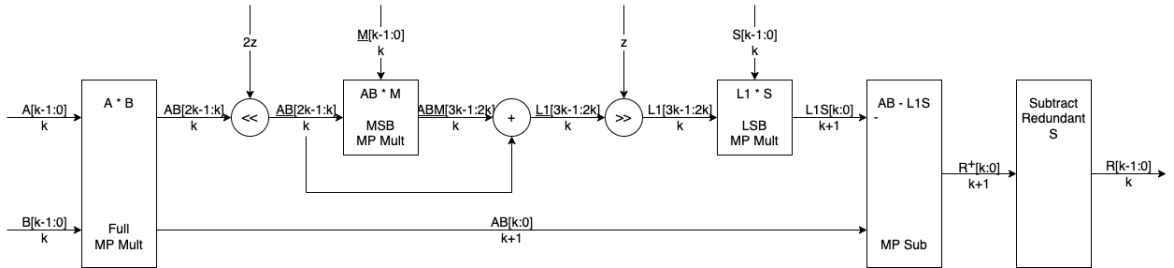 2z
M[k-1:0]
k
z
S[k-1:0]
k
A[k-1:0]
k
A * B
Full
MP Mult
AB[2k-1:k]
k
<<
AB[2k-1:k]
k
AB * M
MSB
MP Mult
ABM[3k-1:2k]
k
+
L1[3k-1:2k]
k
>>
L1[3k-1:2k]
k
L1 * S
LSB
MP Mult
L1S[k:0]
k+1
AB - L1S
-
MP Sub
B[k-1:0]
k
AB[k:0]
k+1
R+[k:0]
k+1
Subtract
Redundant
S
R[k-1:0]
k